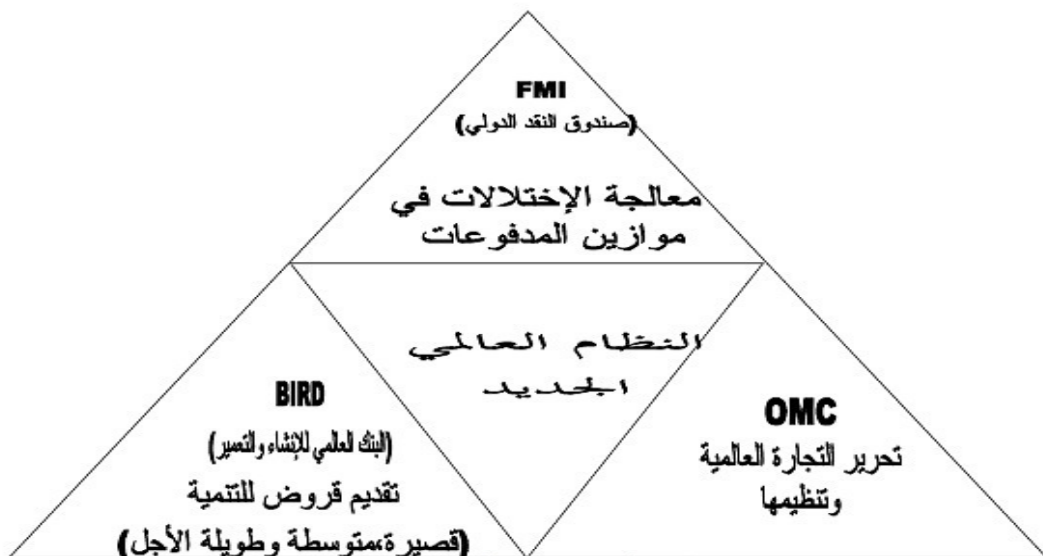 FMI
(صندوق النقد الدولي)
معالجة الإختلالات في
موازين المدفوعات
النظام العالمي
الجديد
BIRD
(البنك العالمي للإنشاء والتعمير)
تقديم قروض للتنمية
(قصيرة،متوسطة وطويلة الأجل)
OMC
تحرير التجارة العالمية
وتنظيمها